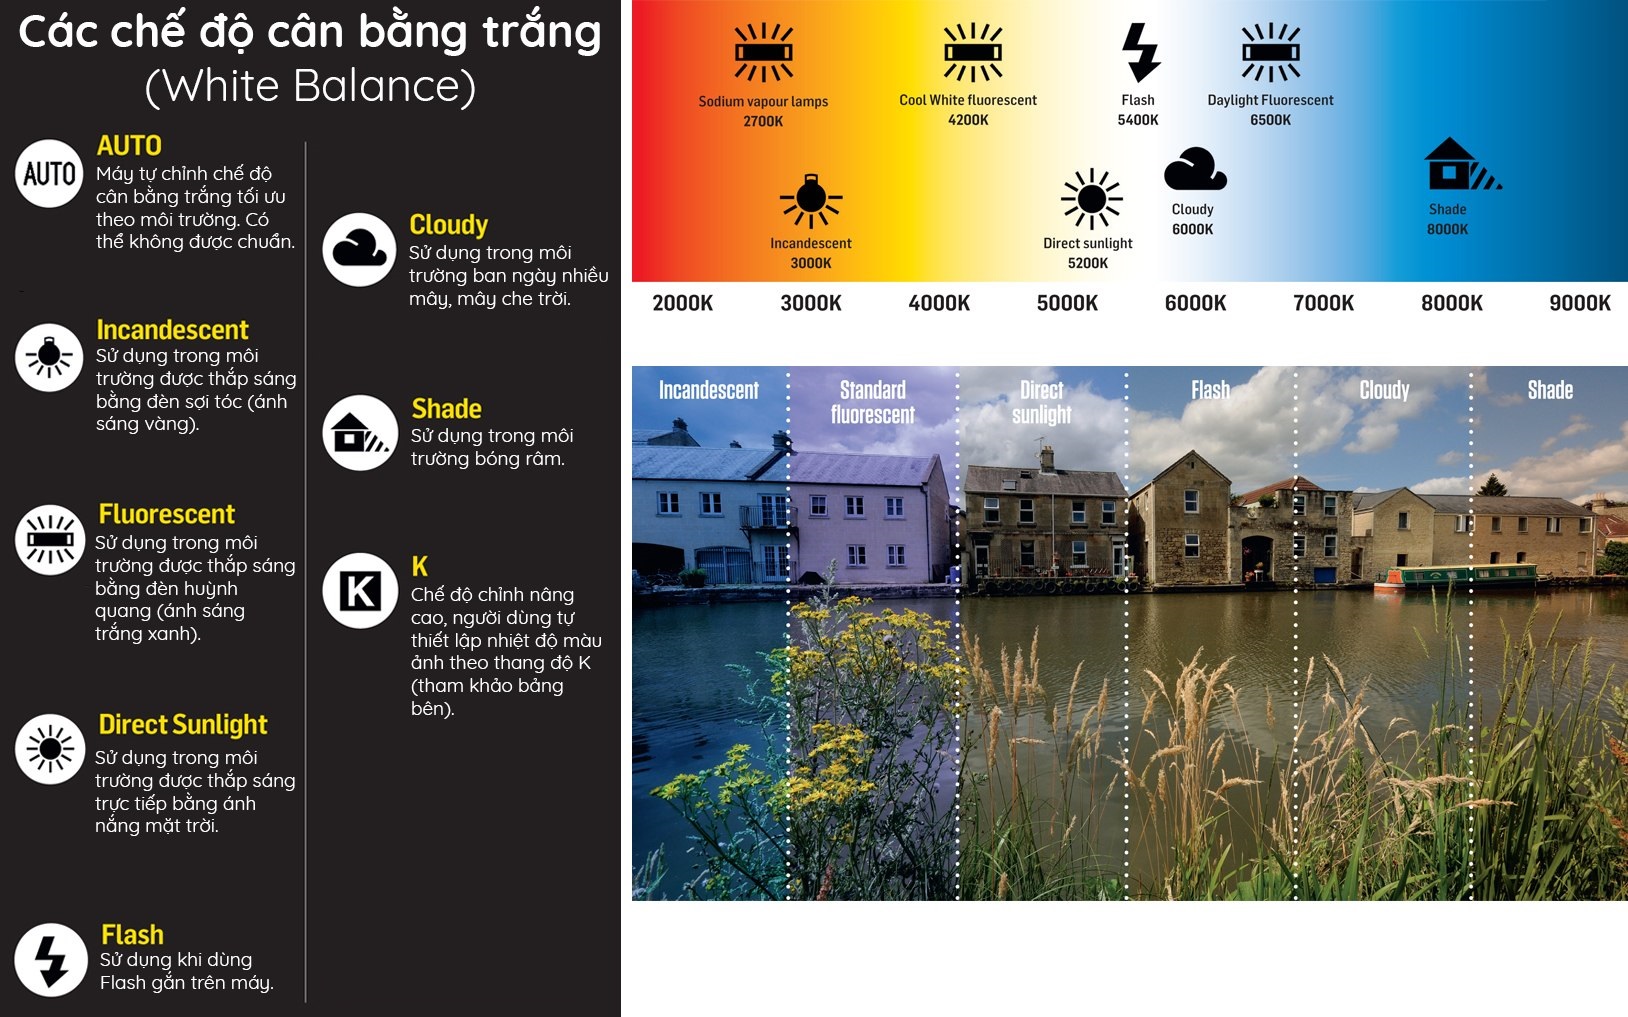 Các chế độ cân bằng trắng
(White Balance)
AUTO
AUTO
Máy tự chỉnh chế độ
cân bằng trắng tối ưu
theo môi trường. Có
thể không được chuẩn.
Incandescent
Sử dụng trong môi
trường được thắp sáng
bằng đèn sợi tóc (ánh
sáng vàng).
Fluorescent
Sử dụng trong môi
trường được thắp sáng
bằng đèn huỳnh
quang (ánh sáng
trắng xanh).
Direct Sunlight
Sử dụng trong môi
trường được thắp sáng
trực tiếp bằng ánh
nắng mặt trời.
Flash
Sử dụng khi dùng
Flash gắn trên máy.
Cloudy
Sử dụng trong môi
trường ban ngày nhiều
mây, mây che trời.
Shade
Sử dụng trong môi
trường bóng râm.
K
K
Chế độ chỉnh nâng
cao, người dùng tự
thiết lập nhiệt độ màu
ảnh theo thang độ K
(tham khảo bảng
bên).
Sodium vapour lamps
2700K
Cool White fluorescent
4200K
Flash
5400K
Daylight Fluorescent
6500K
Incandescent
3000K
Direct sunlight
5200K
Cloudy
6000K
Shade
8000K
2000K 3000K 4000K 5000K 6000K 7000K 8000K 9000K
Incandescent
Standard
fluorescent
Direct
sunlight
Flash
Cloudy
Shade